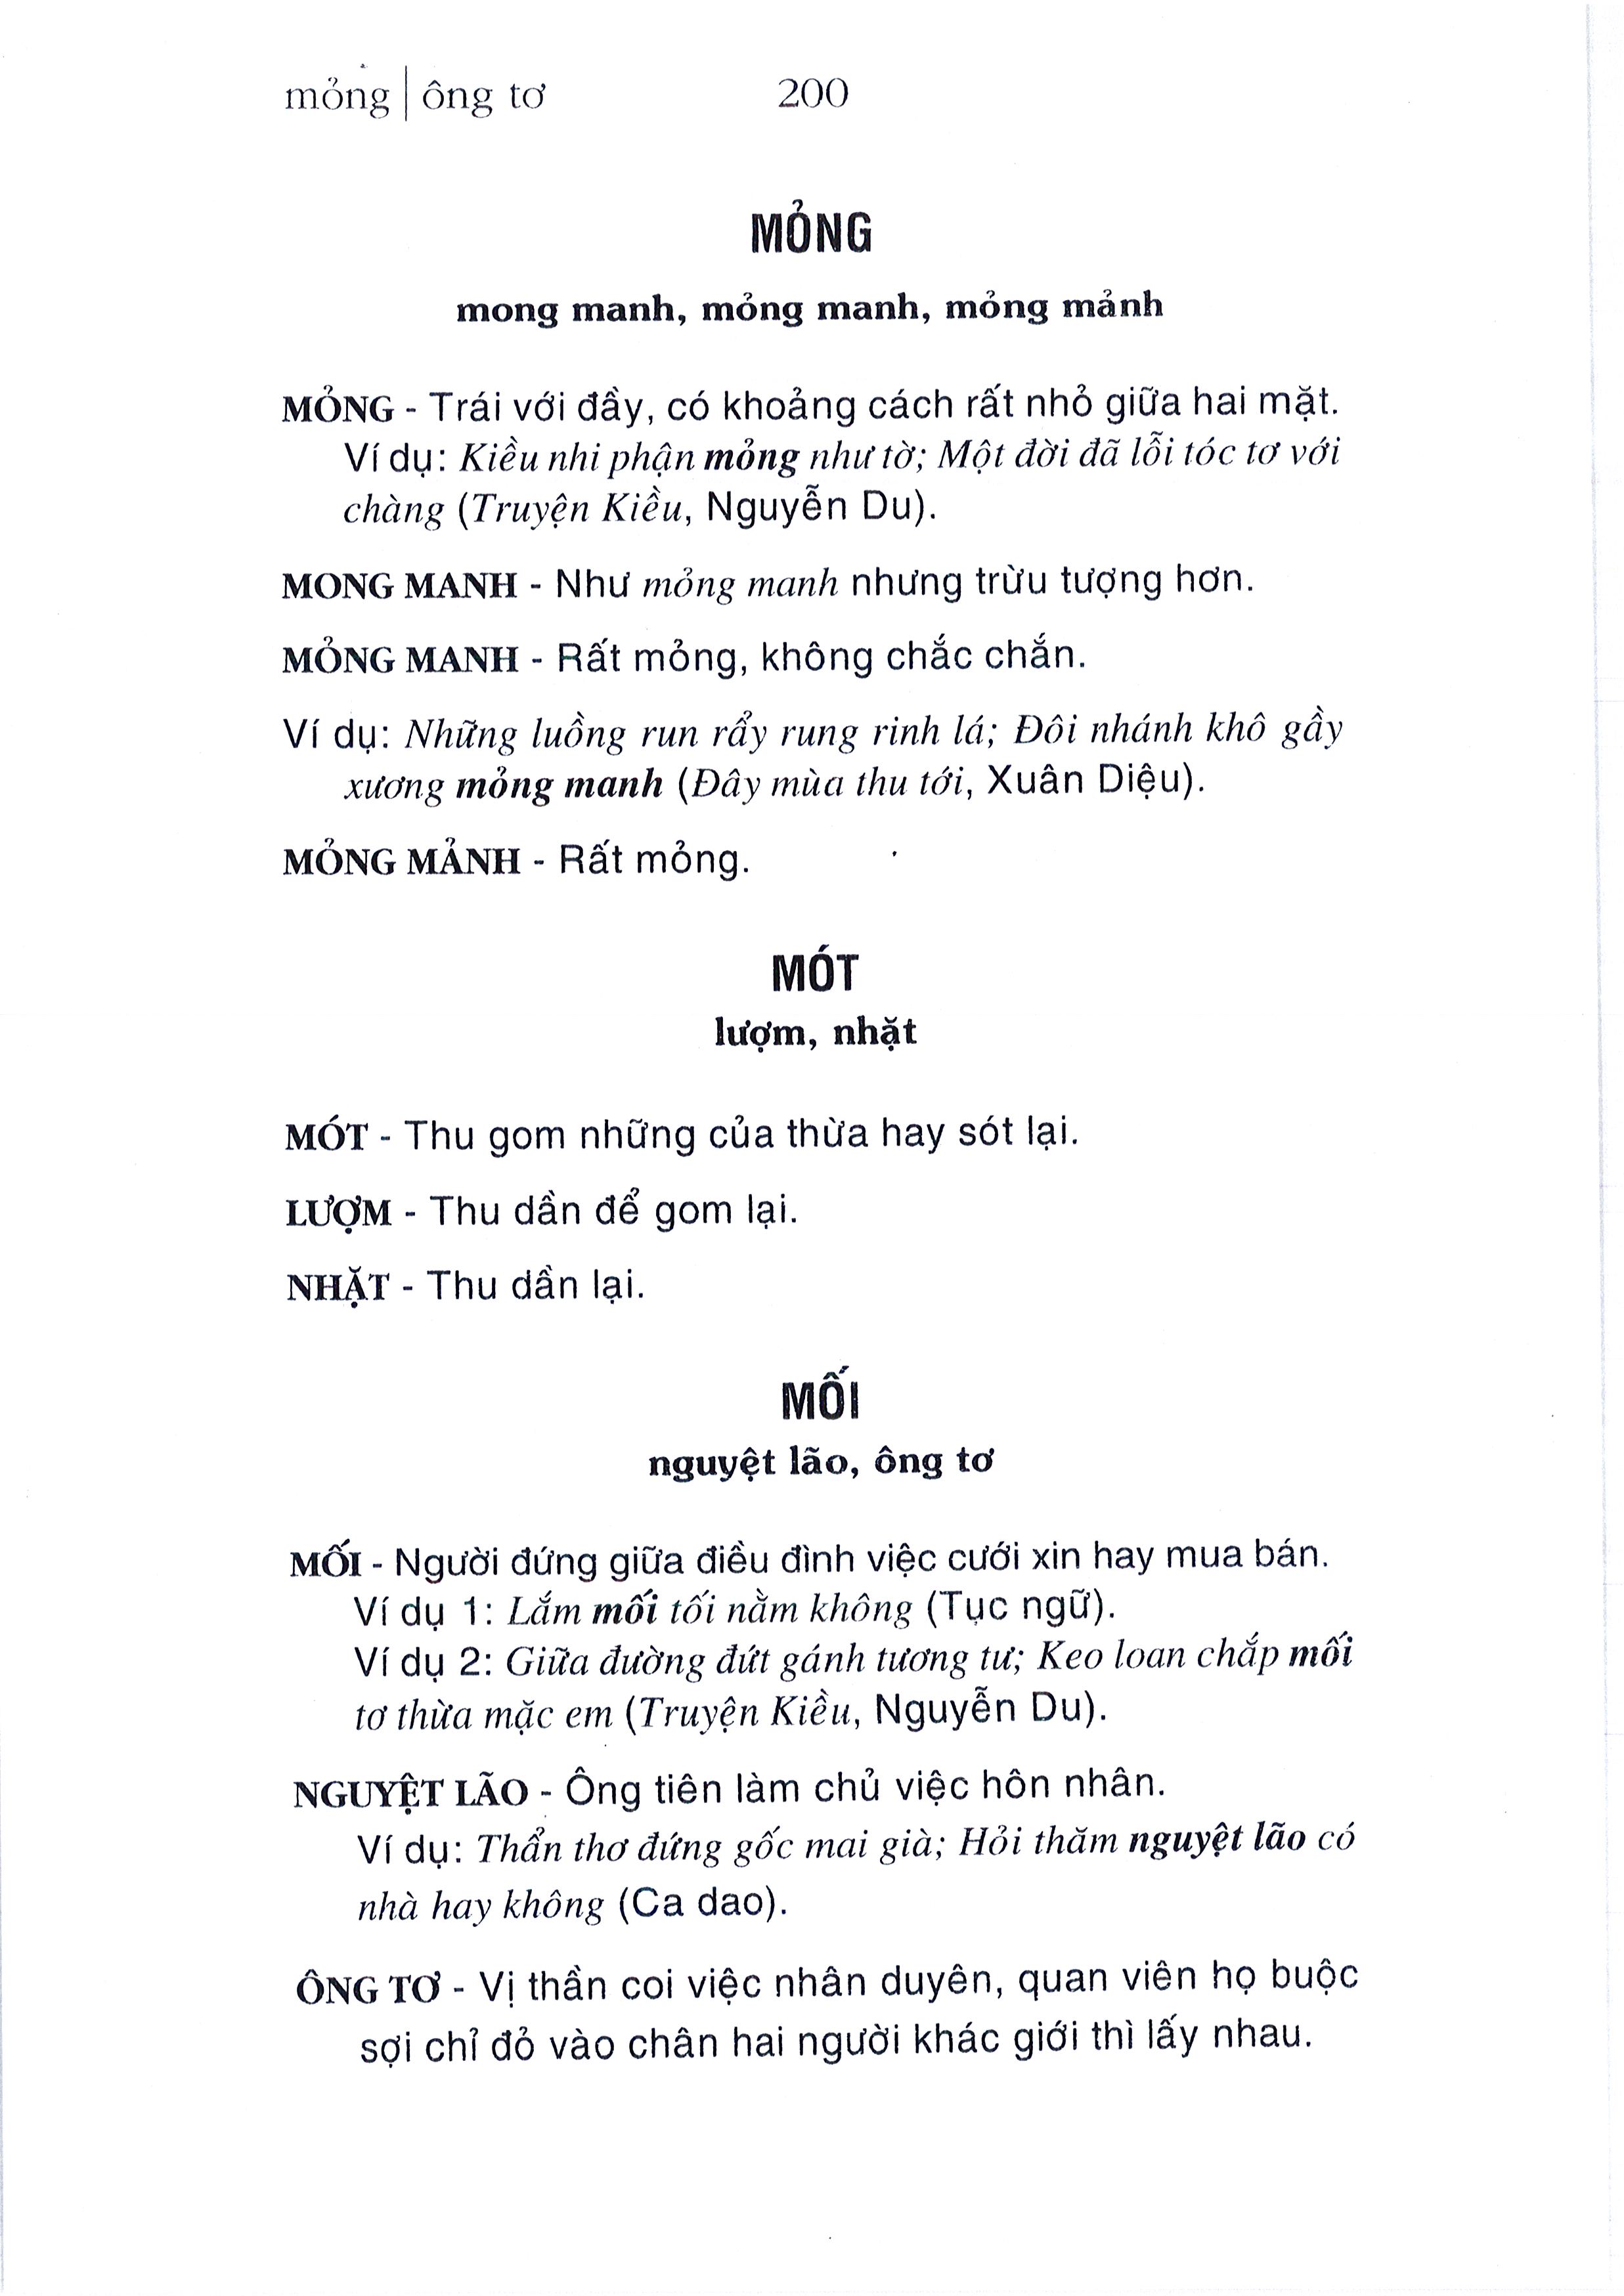 mỏng | ông tơ 200
MỎNG
mong manh, mỏng manh, mỏng mảnh
MỎNG - Trái với đầy, có khoảng cách rất nhỏ giữa hai mặt.
Ví dụ: Kiều nhi phận mỏng như tờ; Một đời đã lỗi tóc tơ với
chàng (Truyện Kiều, Nguyễn Du).
MONG MANH - Như mỏng manh nhưng trừu tượng hơn.
MỎNG MANH - Rất mỏng, không chắc chắn.
Ví dụ: Những luồng run rẩy rung rinh lá; Đôi nhánh khô gầy
xương mỏng manh (Đây mùa thu tới, Xuân Diệu).
MỎNG MẢNH - Rất mỏng.
MÓT
lượm, nhặt
MÓT - Thu gom những của thừa hay sót lại.
LƯỢM - Thu dần để gom lại.
NHẶT - Thu dần lại.
MỐI
nguyệt lão, ông tơ
MỐI - Người đứng giữa điều đình việc cưới xin hay mua bán.
Ví dụ 1: Lắm mối tối nằm không (Tục ngữ).
Ví dụ 2: Giữa đường đứt gánh tương tư; Keo loan chắp mối
tơ thừa mặc em (Truyện Kiều, Nguyễn Du).
NGUYỆT LÃO - Ông tiên làm chủ việc hôn nhân.
Ví dụ: Thẩn thơ đứng gốc mai già; Hỏi thăm nguyệt lão có
nhà hay không (Ca dao).
ÔNG TƠ - Vị thần coi việc nhân duyên, quan viên họ buộc
sợi chỉ đỏ vào chân hai người khác giới thì lấy nhau.